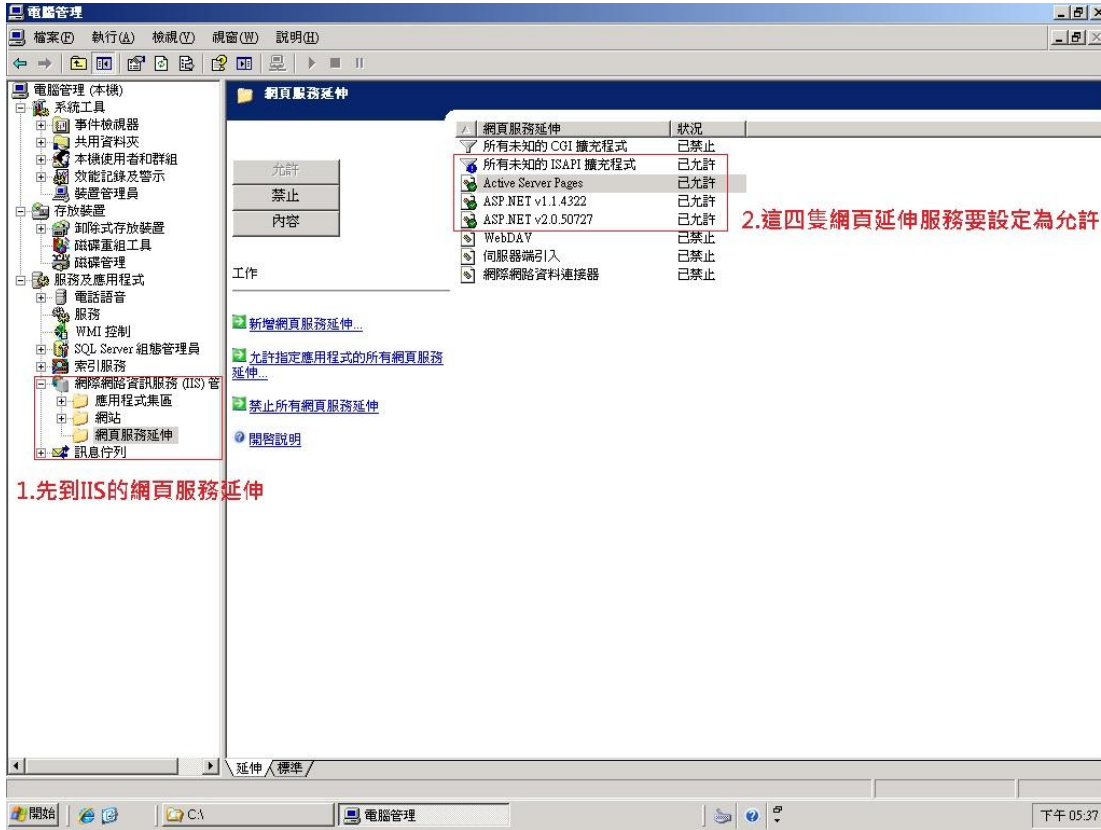 電腦管理
檔案(F) 執行(A) 檢視(V) 視窗(W) 說明(H)
電腦管理 (本機)
系統工具
事件檢視器
共用資料夾
本機使用者和群組
效能記錄及警示
裝置管理員
存放裝置
卸除式存放裝置
磁碟重組工具
磁碟管理
服務及應用程式
電話語音
服務
WMI 控制
SQL Server 組態管理員
索引服務
網際網路資訊服務 (IIS) 管
應用程式集區
網站
網頁服務延伸
訊息佇列
1.先到IIS的網頁服務延伸
網頁服務延伸
允許
禁止
內容
工作
新增網頁服務延伸...
允許指定應用程式的所有網頁服務
延伸...
禁止所有網頁服務延伸
開啟說明
網頁服務延伸 狀況
所有未知的 CGI 擴充程式 已禁止
所有未知的 ISAPI 擴充程式 已允許
Active Server Pages 已允許
ASP.NET v1.1.4322 已允許
ASP.NET v2.0.50727 已允許
WebDAV 已禁止
伺服器端引入 已禁止
網際網路資料連接器 已禁止
2.這四隻網頁延伸服務要設定為允許
延伸 標準
開始 C:\ 電腦管理 下午 05:37